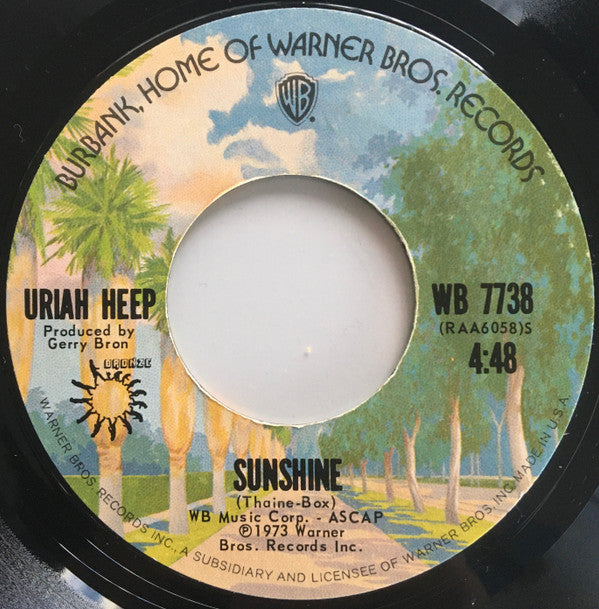 BURBANK, HOME OF WARNER BROS. RECORDS
WB
URIAH HEEP
Produced by
Gerry Bron
BRONZE
WB 7738
(RAA6058)S
4:48
SUNSHINE
(Thaine-Box)
WB Music Corp. - ASCAP
℗1973 Warner
Bros. Records Inc.
WARNER BROS. RECORDS INC., A SUBSIDIARY AND LICENSEE OF WARNER BROS. INC. MADE IN U.S.A.